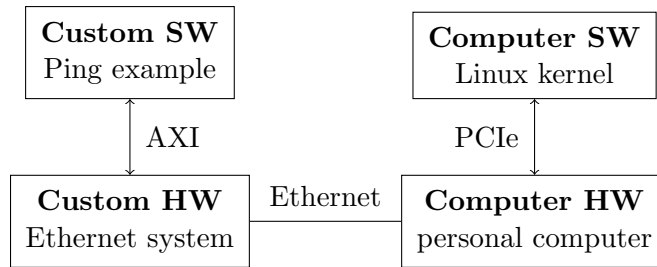 Custom SW
Ping example
Computer SW
Linux kernel
AXI
PCIe
Custom HW
Ethernet system
Ethernet
Computer HW
personal computer